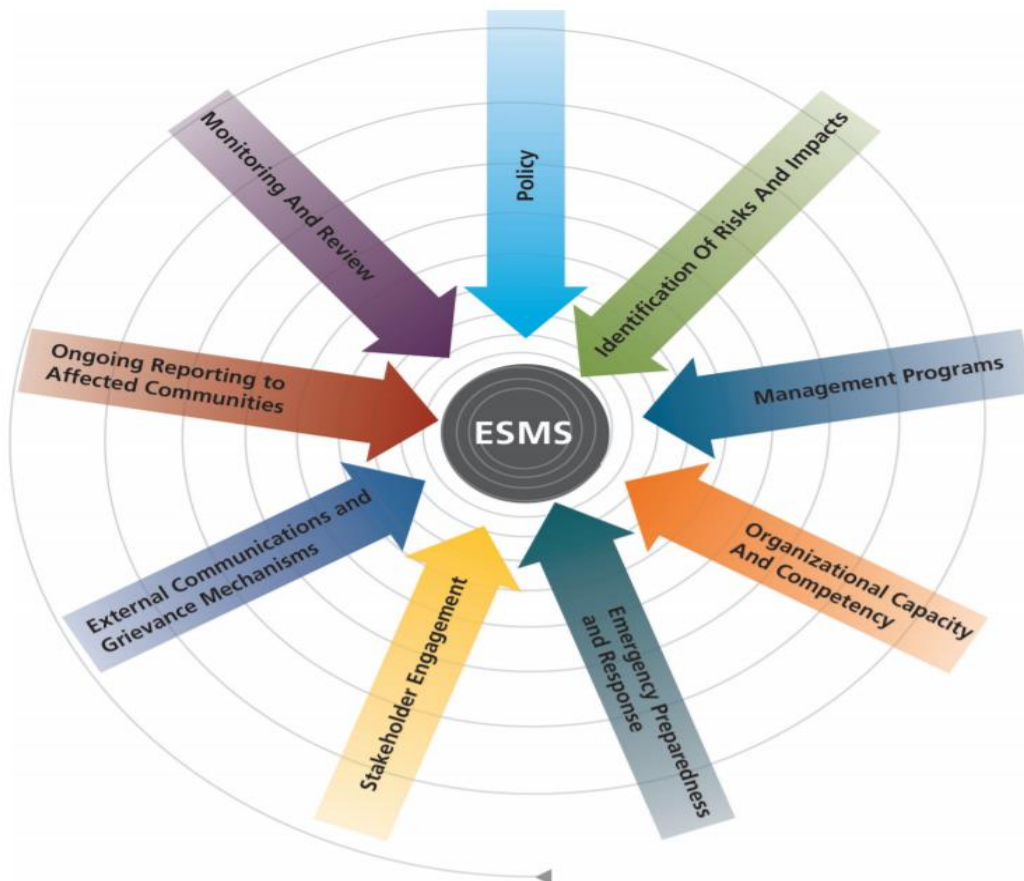 Policy
Identification Of Risks And Impacts
Management Programs
Organizational Capacity
And Competency
Emergency Preparedness
and Response
Stakeholder Engagement
External Communications and
Grievance Mechanisms
Ongoing Reporting to
Affected Communities
Monitoring And Review
ESMS